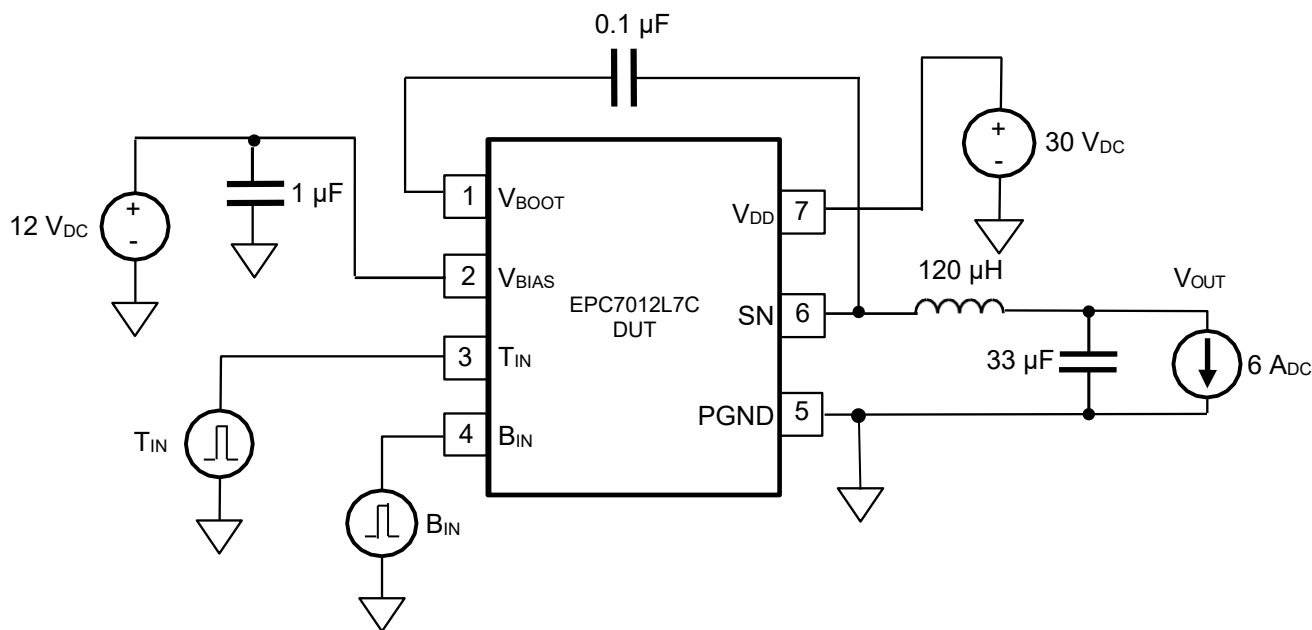 0.1 µF
1 µF
12 VDC
+
-
30 VDC
+
-
1
VBOOT
2
VBIAS
3
TIN
4
BIN
EPC7012L7C
DUT
VDD
7
SN
6
PGND
5
120 µH
VOUT
33 µF
6 ADC
TIN
BIN